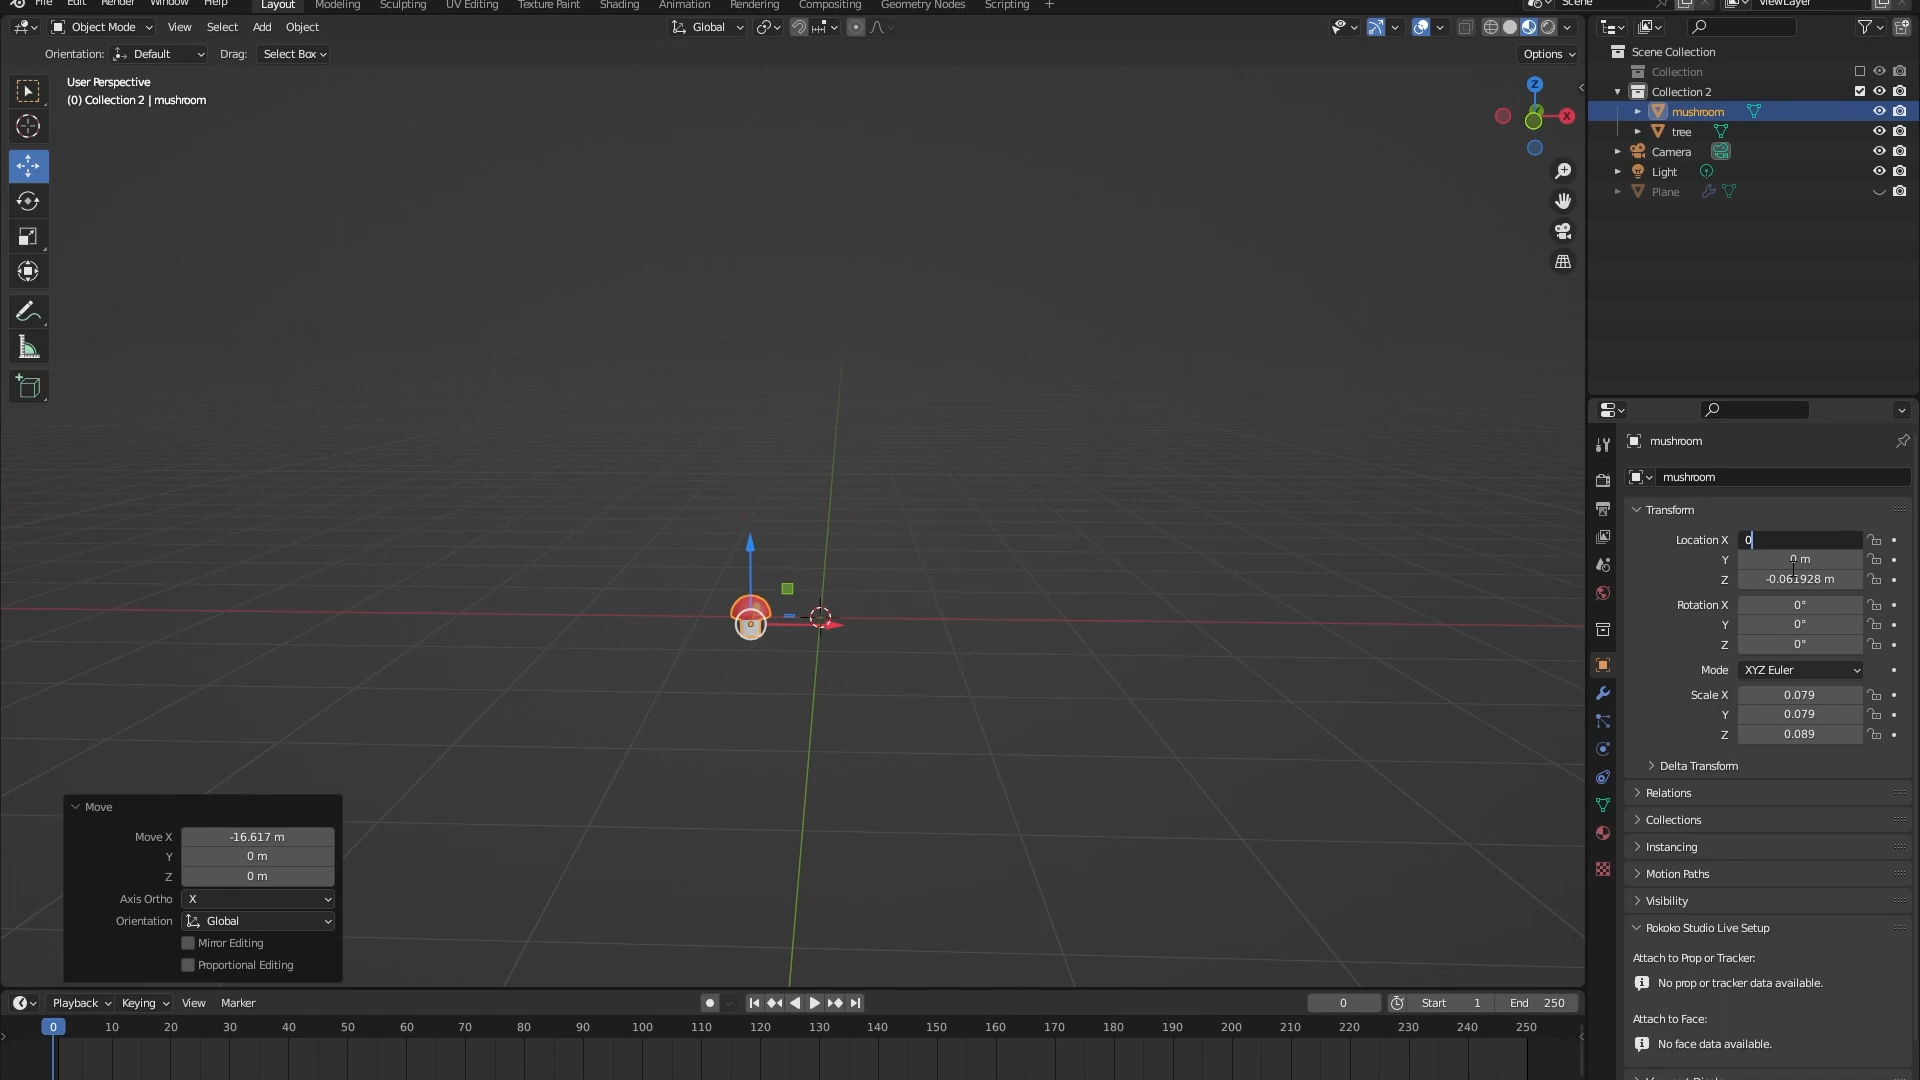 File Edit Render Window Help Layout Modeling Sculpting UV Editing Texture Paint Shading Animation Rendering Compositing Geometry Nodes Scripting + Scene ViewLayer
Object Mode View Select Add Object Global
Orientation: Default Drag: Select Box Options
User Perspective
(0) Collection 2 | mushroom
Z
X
Scene Collection
Collection
Collection 2
mushroom
tree
Camera
Light
Plane
mushroom
mushroom
Transform
Location X 0
Y 0 m
Z -0.061928 m
Rotation X 0°
Y 0°
Z 0°
Mode XYZ Euler
Scale X 0.079
Y 0.079
Z 0.089
Delta Transform
Relations
Collections
Instancing
Motion Paths
Visibility
Rokoko Studio Live Setup
Attach to Prop or Tracker:
No prop or tracker data available.
Attach to Face:
No face data available.
Move
Move X -16.617 m
Y 0 m
Z 0 m
Axis Ortho X
Orientation Global
Mirror Editing
Proportional Editing
Playback Keying View Marker 0 Start 1 End 250
0 10 20 30 40 50 60 70 80 90 100 110 120 130 140 150 160 170 180 190 200 210 220 230 240 250